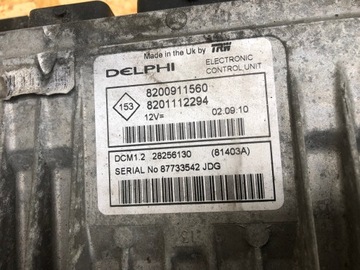 Made in the Uk by TRW
DELPHI ELECTRONIC CONTROL UNIT
153
8200911560
8201112294
12V= 02.09.10
DCM1.2 28256130 (81403A)
SERIAL No 87733542 JDG